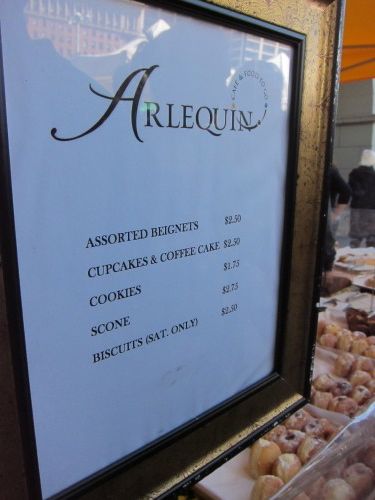 ARLEQUIN
CAFE & FOOD TO GO
ASSORTED BEIGNETS $2.50
CUPCAKES & COFFEE CAKE $2.50
COOKIES $1.75
SCONE $2.75
BISCUITS (SAT. ONLY) $2.50